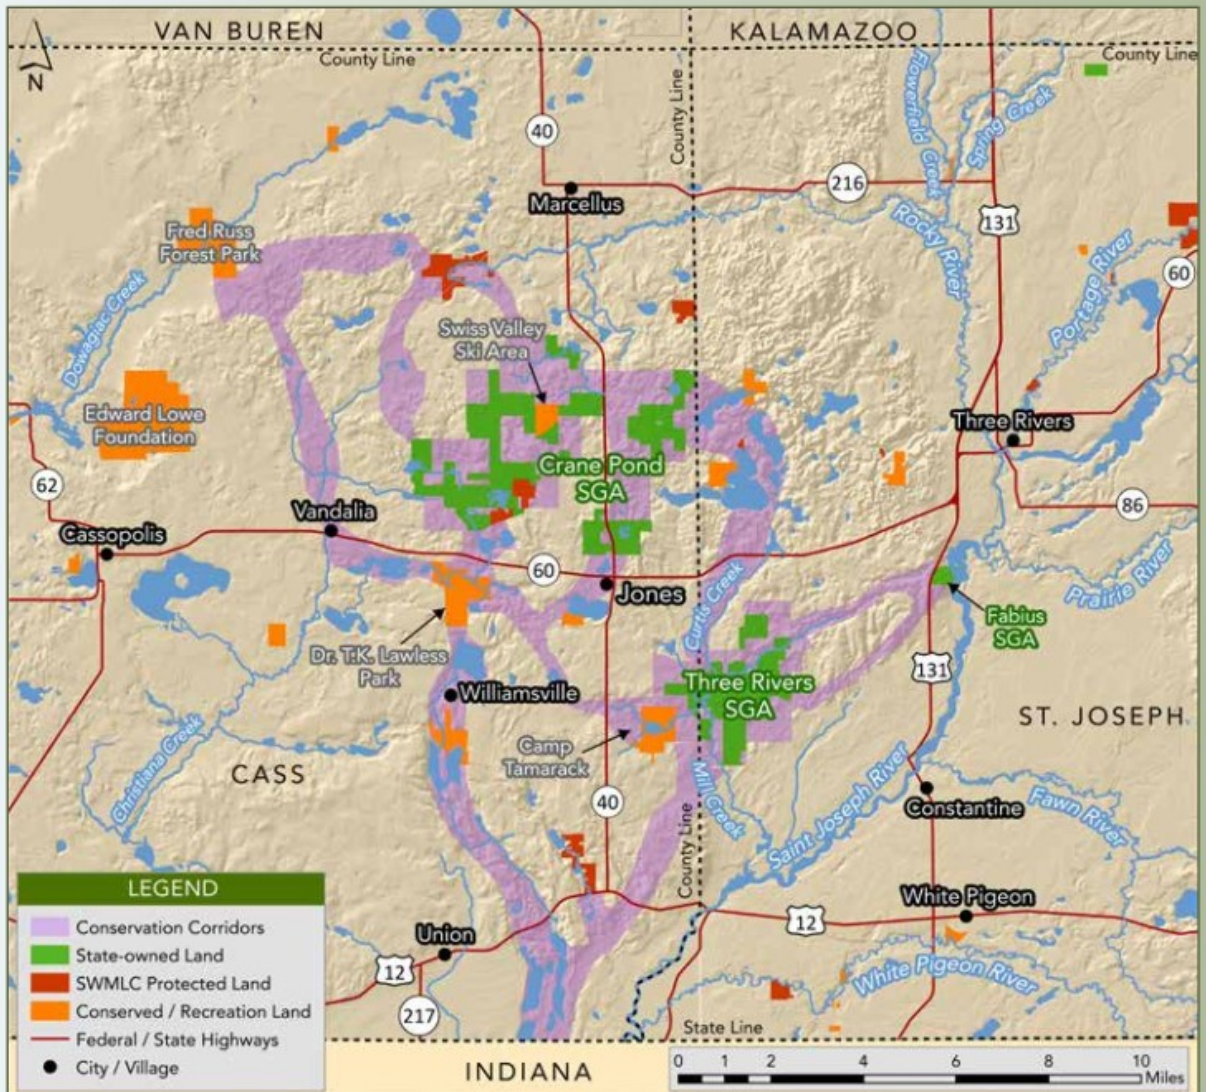 VAN BUREN
KALAMAZOO
County Line
County Line
N
County Line
40
Flowerfield Creek
Spring Creek
216
Marcellus
131
Rocky River
Fred Russ
Forest Park
Portage River
60
Dowagiac Creek
Swiss Valley
Ski Area
Edward Lowe
Foundation
Three Rivers
Crane Pond
SGA
62
86
Vandalia
Cassopolis
60
Jones
Curtis Creek
Prairie River
Fabius
SGA
Dr. T.K. Lawless
Park
131
Williamsville
Three Rivers
SGA
ST. JOSEPH
Camp
Tamarack
Christiana Creek
CASS
40
Mill Creek
Saint Joseph River
Constantine
Fawn River
County Line
LEGEND
Conservation Corridors
State-owned Land
SWMLC Protected Land
Conserved / Recreation Land
Federal / State Highways
City / Village
White Pigeon
12
Union
12
217
White Pigeon River
State Line
INDIANA
0 1 2 4 6 8 10
Miles